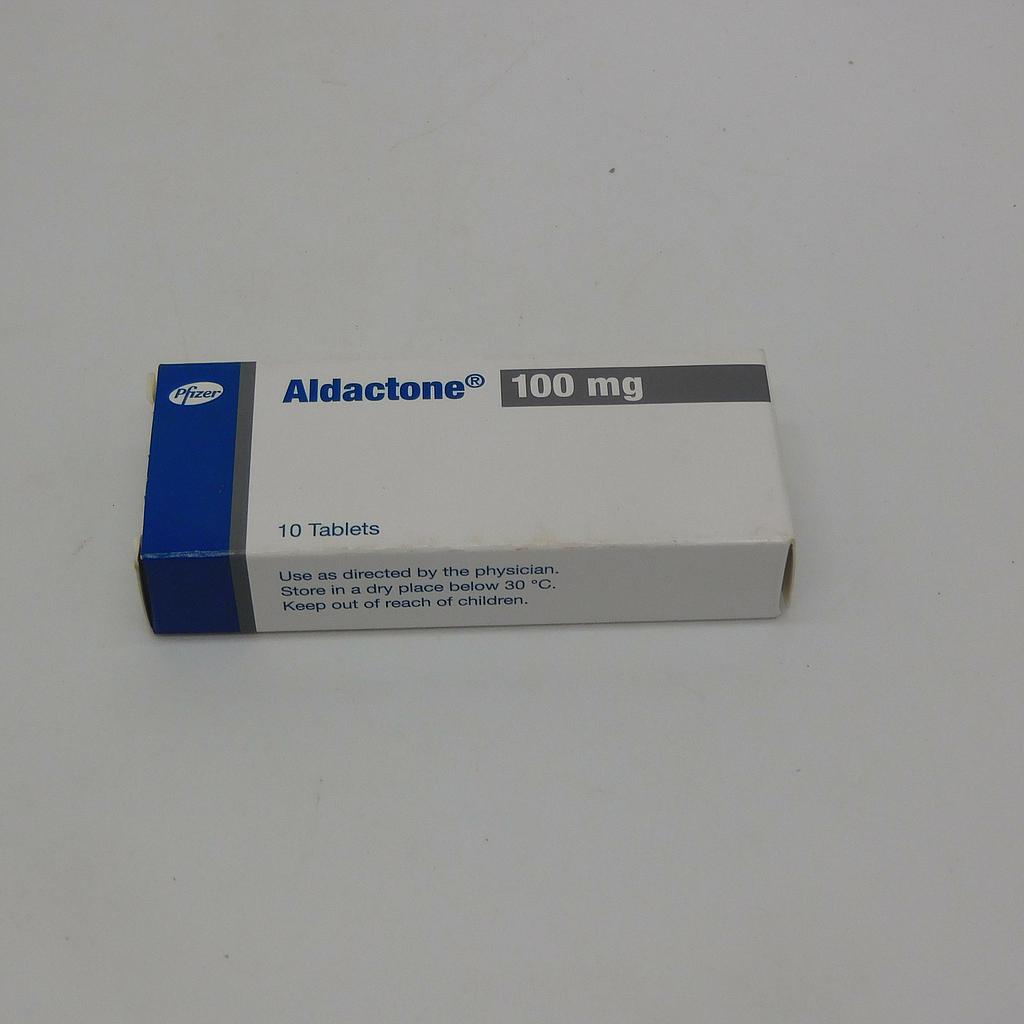 Pfizer
Aldactone® 100 mg
10 Tablets
Use as directed by the physician.
Store in a dry place below 30 °C.
Keep out of reach of children.